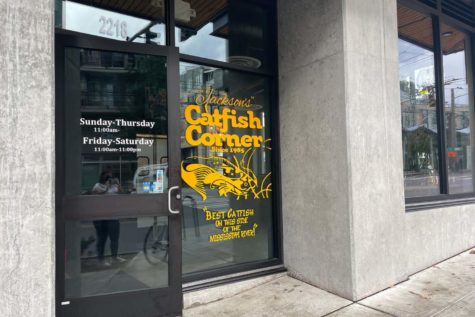 2218
Sunday-Thursday
11:00am-
Friday-Saturday
11:00am-11:00pm
Jackson's
Catfish
Corner
Since 1985
"BEST CATFISH
ON THIS SIDE
OF THE
MISSISSIPPI RIVER!"